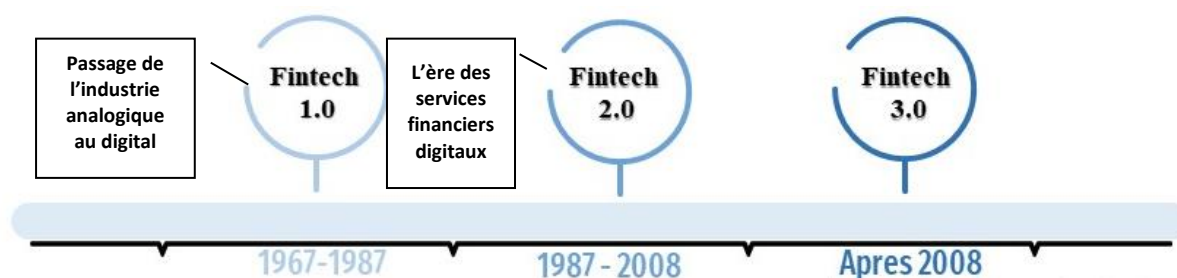 Passage de
l’industrie
analogique
au digital
Fintech
1.0
L’ère des
services
financiers
digitaux
Fintech
2.0
Fintech
3.0
1967-1987
1987 - 2008
Apres 2008